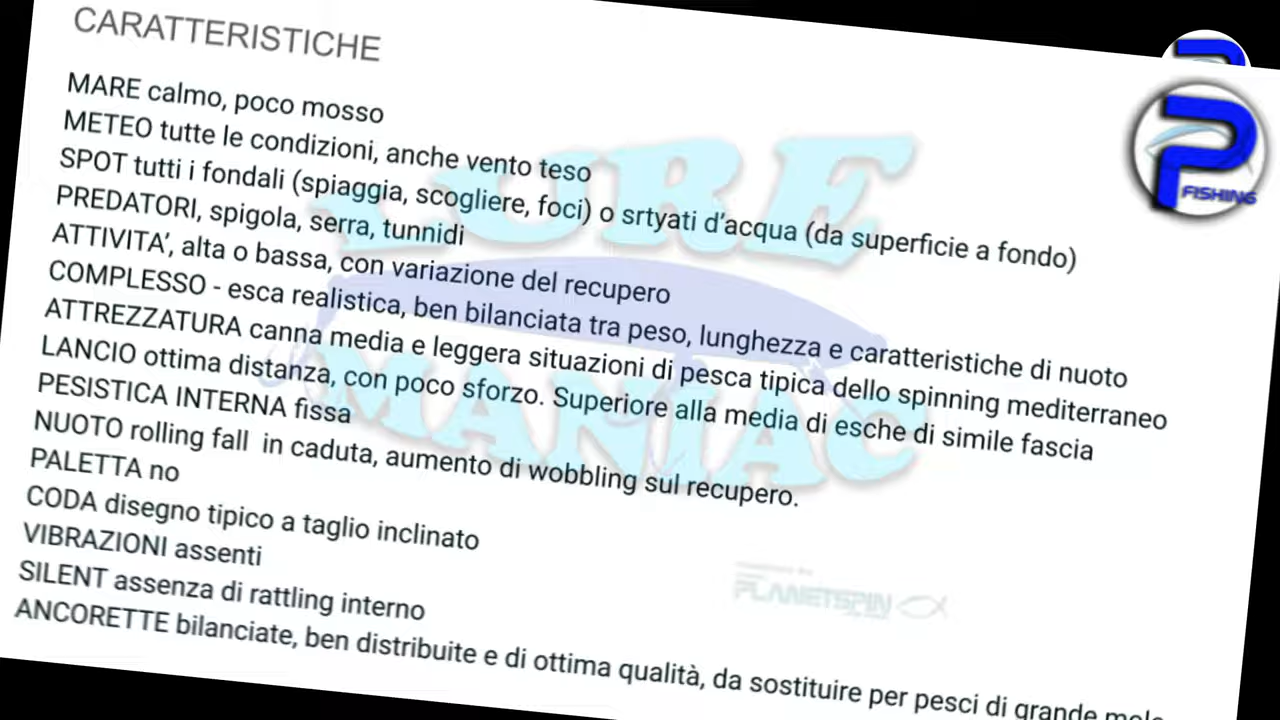 CARATTERISTICHE
MARE calmo, poco mosso
METEO tutte le condizioni, anche vento teso
SPOT tutti i fondali (spiaggia, scogliere, foci) o srtyati d’acqua (da superficie a fondo)
PREDATORI, spigola, serra, tunnidi
ATTIVITA’, alta o bassa, con variazione del recupero
COMPLESSO - esca realistica, ben bilanciata tra peso, lunghezza e caratteristiche di nuoto
ATTREZZATURA canna media e leggera situazioni di pesca tipica dello spinning mediterraneo
LANCIO ottima distanza, con poco sforzo. Superiore alla media di esche di simile fascia
PESISTICA INTERNA fissa
NUOTO rolling fall in caduta, aumento di wobbling sul recupero.
PALETTA no
CODA disegno tipico a taglio inclinato
VIBRAZIONI assenti
SILENT assenza di rattling interno
ANCORETTE bilanciate, ben distribuite e di ottima qualità, da sostituire per pesci di grande
LURE
MANIAC
PLANETSPIN
P FISHING